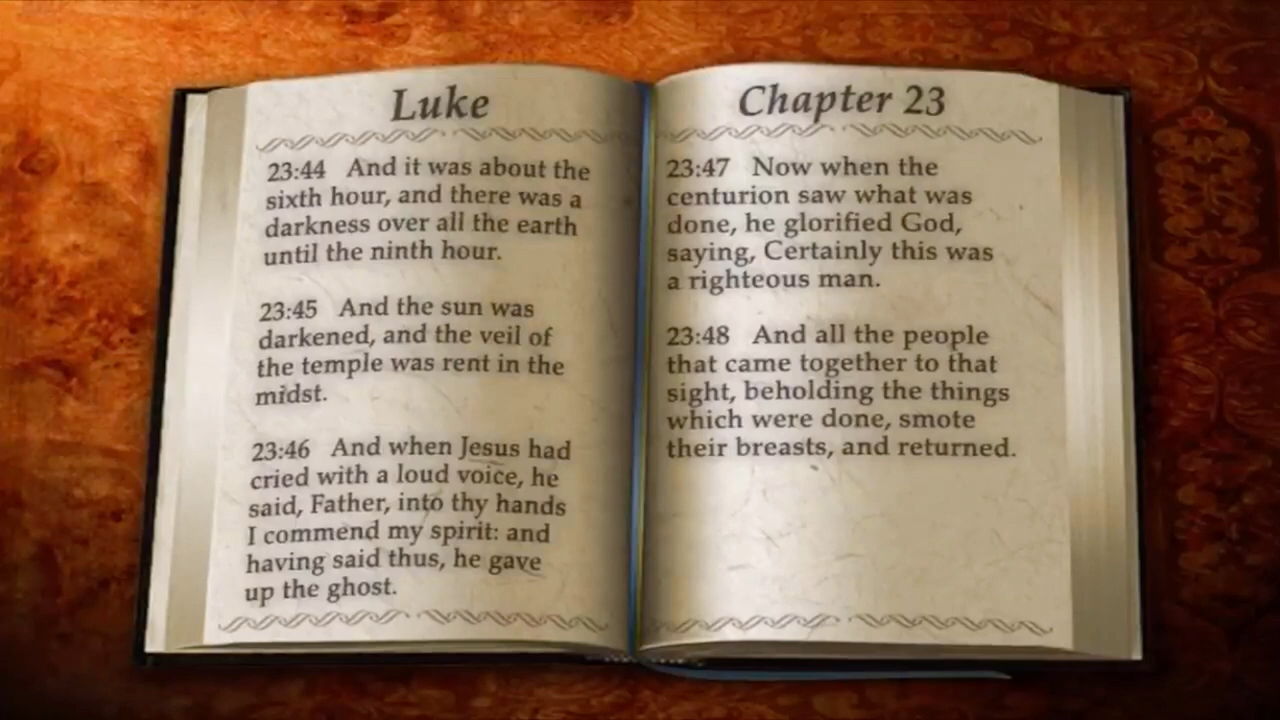 Luke
23:44 And it was about the
sixth hour, and there was a
darkness over all the earth
until the ninth hour.
23:45 And the sun was
darkened, and the veil of
the temple was rent in the
midst.
23:46 And when Jesus had
cried with a loud voice, he
said, Father, into thy hands
I commend my spirit: and
having said thus, he gave
up the ghost.
Chapter 23
23:47 Now when the
centurion saw what was
done, he glorified God,
saying, Certainly this was
a righteous man.
23:48 And all the people
that came together to that
sight, beholding the things
which were done, smote
their breasts, and returned.